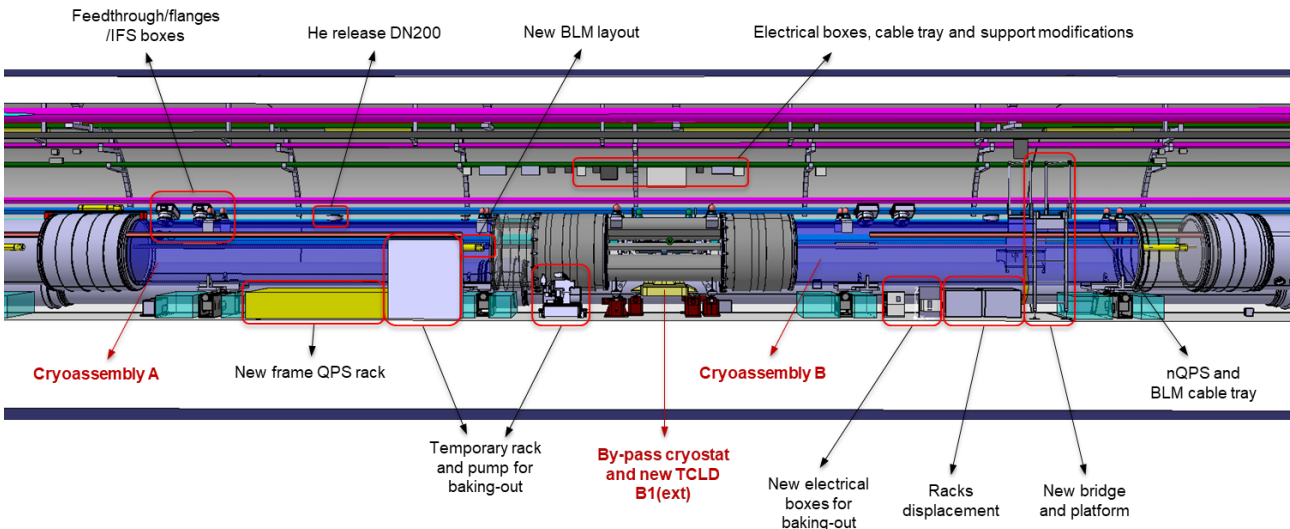 Feedthrough/flanges
/IFS boxes
He release DN200
New BLM layout
Electrical boxes, cable tray and support modifications
Cryoassembly A
New frame QPS rack
Cryoassembly B
nQPS and
BLM cable tray
Temporary rack
and pump for
baking-out
By-pass cryostat
and new TCLD
B1(ext)
New electrical
boxes for
baking-out
Racks
displacement
New bridge
and platform